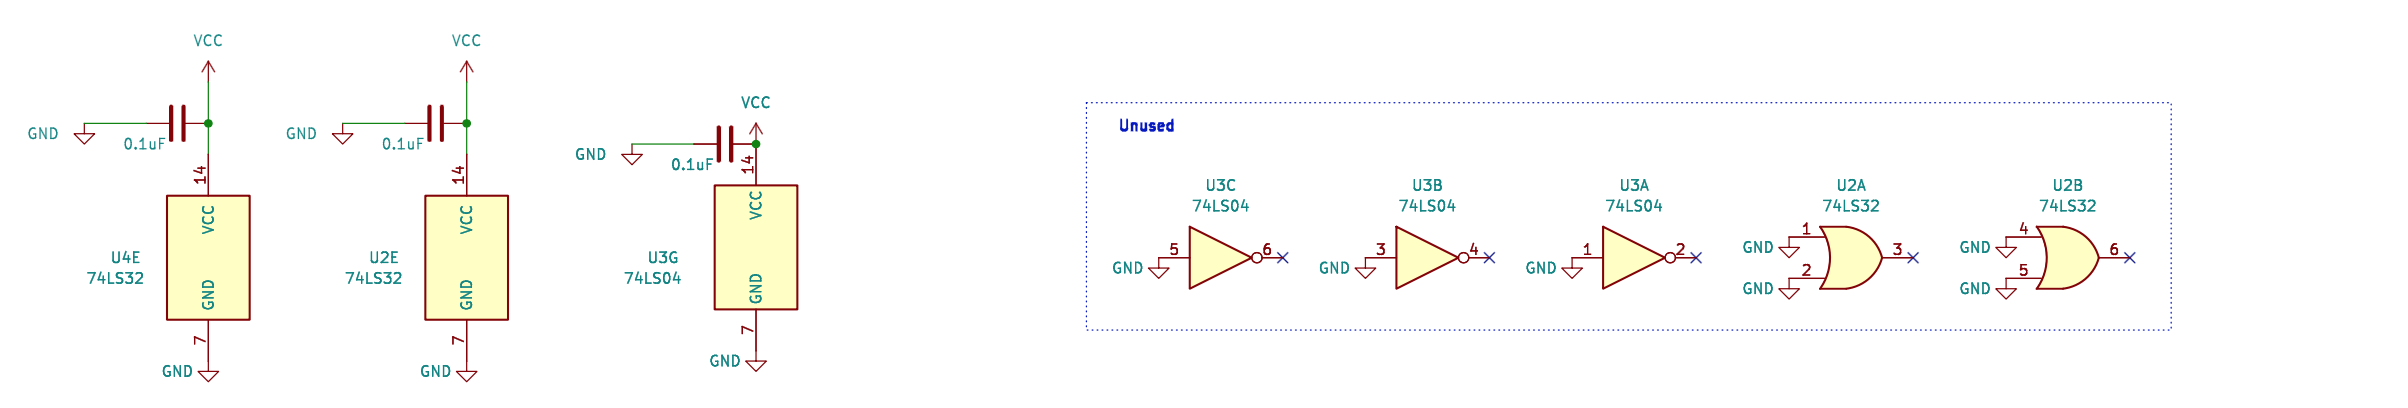 VCC
GND
0.1uF
14
VCC
U4E
74LS32
GND
7
GND
VCC
GND
0.1uF
14
VCC
U2E
74LS32
GND
7
GND
VCC
GND
0.1uF
14
VCC
U3G
74LS04
GND
7
GND
Unused
U3C
74LS04
5
6
GND
U3B
74LS04
3
4
GND
U3A
74LS04
1
2
GND
U2A
74LS32
1
GND
3
2
GND
U2B
74LS32
4
GND
6
5
GND